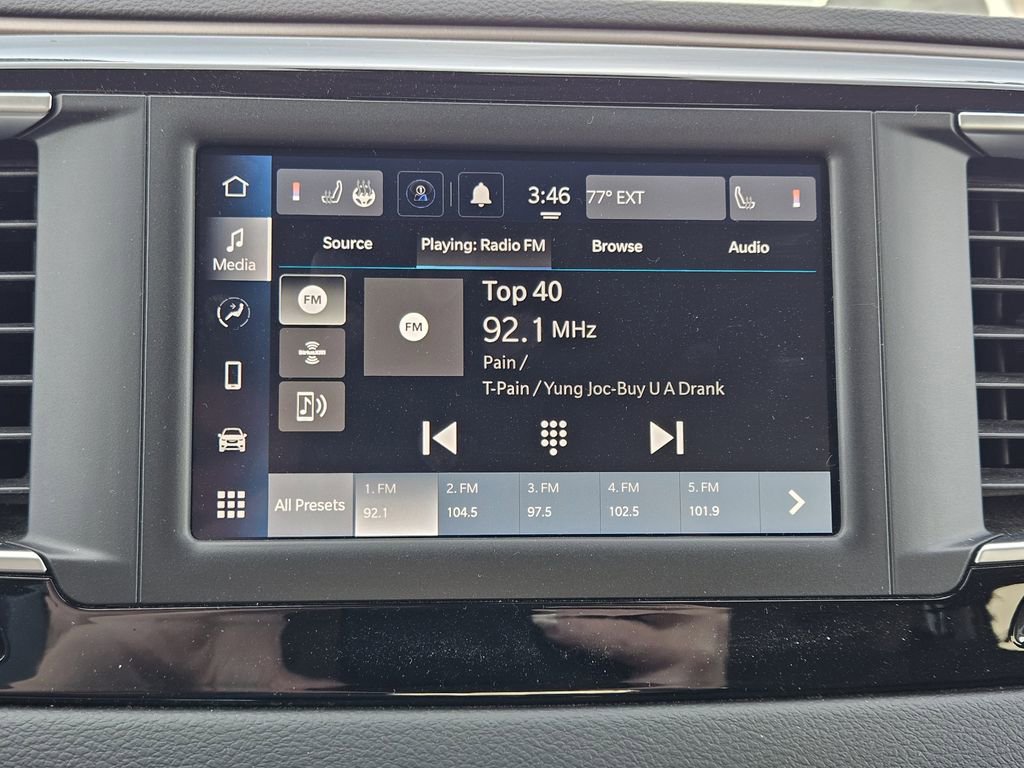 3:46
77° EXT
Media
Source
Playing: Radio FM
Browse
Audio
FM
SiriusXM
FM
Top 40
92.1 MHz
Pain /
T-Pain / Yung Joc-Buy U A Drank
All Presets
1. FM
92.1
2. FM
104.5
3. FM
97.5
4. FM
102.5
5. FM
101.9